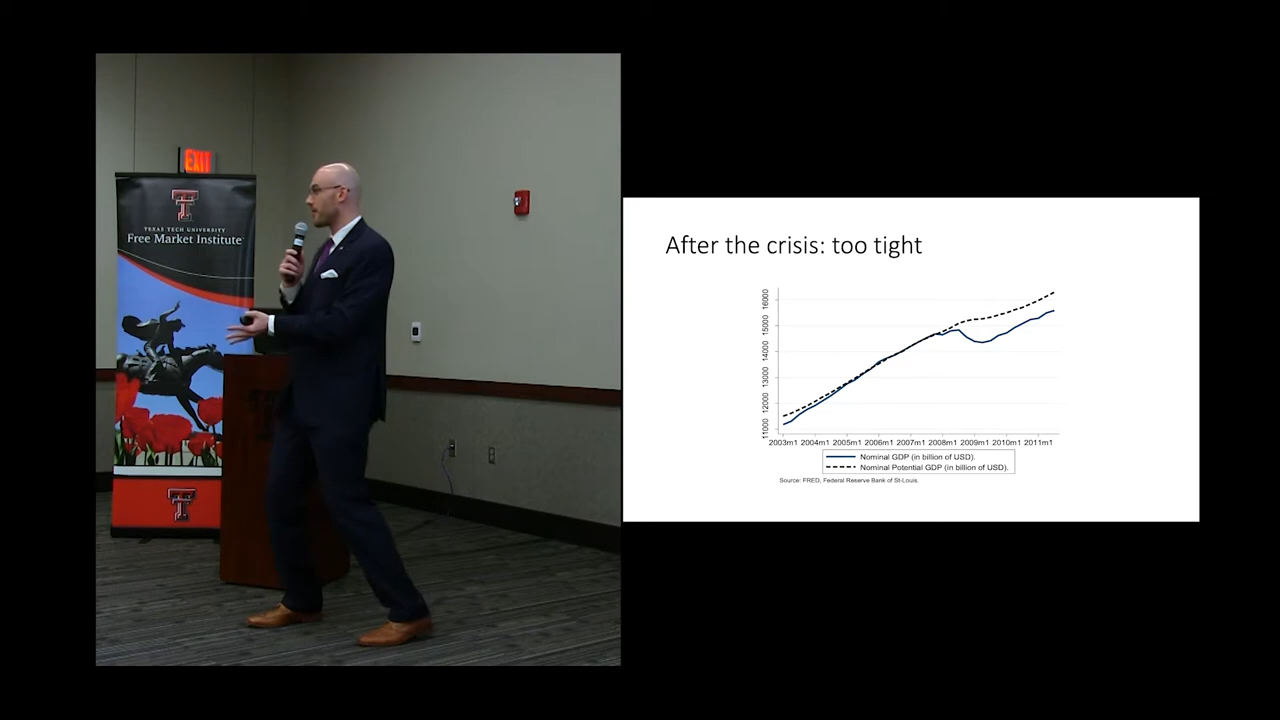 EXIT
T
TEXAS TECH UNIVERSITY
Free Market Institute
T
After the crisis: too tight
16000
15000
14000
13000
12000
11000
2003m1 2004m1 2005m1 2006m1 2007m1 2008m1 2009m1 2010m1 2011m1
Nominal GDP (in billion of USD).
Nominal Potential GDP (in billion of USD).
Source: FRED, Federal Reserve Bank of St-Louis.